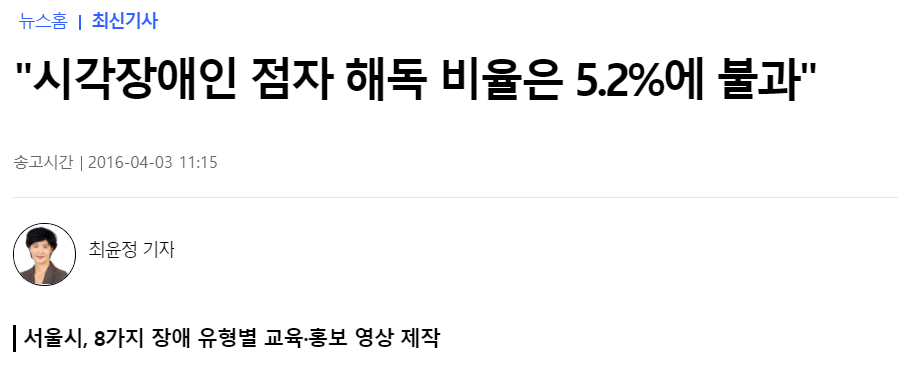 뉴스홈 | 최신기사
"시각장애인 점자 해독 비율은 5.2%에 불과"
송고시간 | 2016-04-03 11:15
최윤정 기자
서울시, 8가지 장애 유형별 교육·홍보 영상 제작